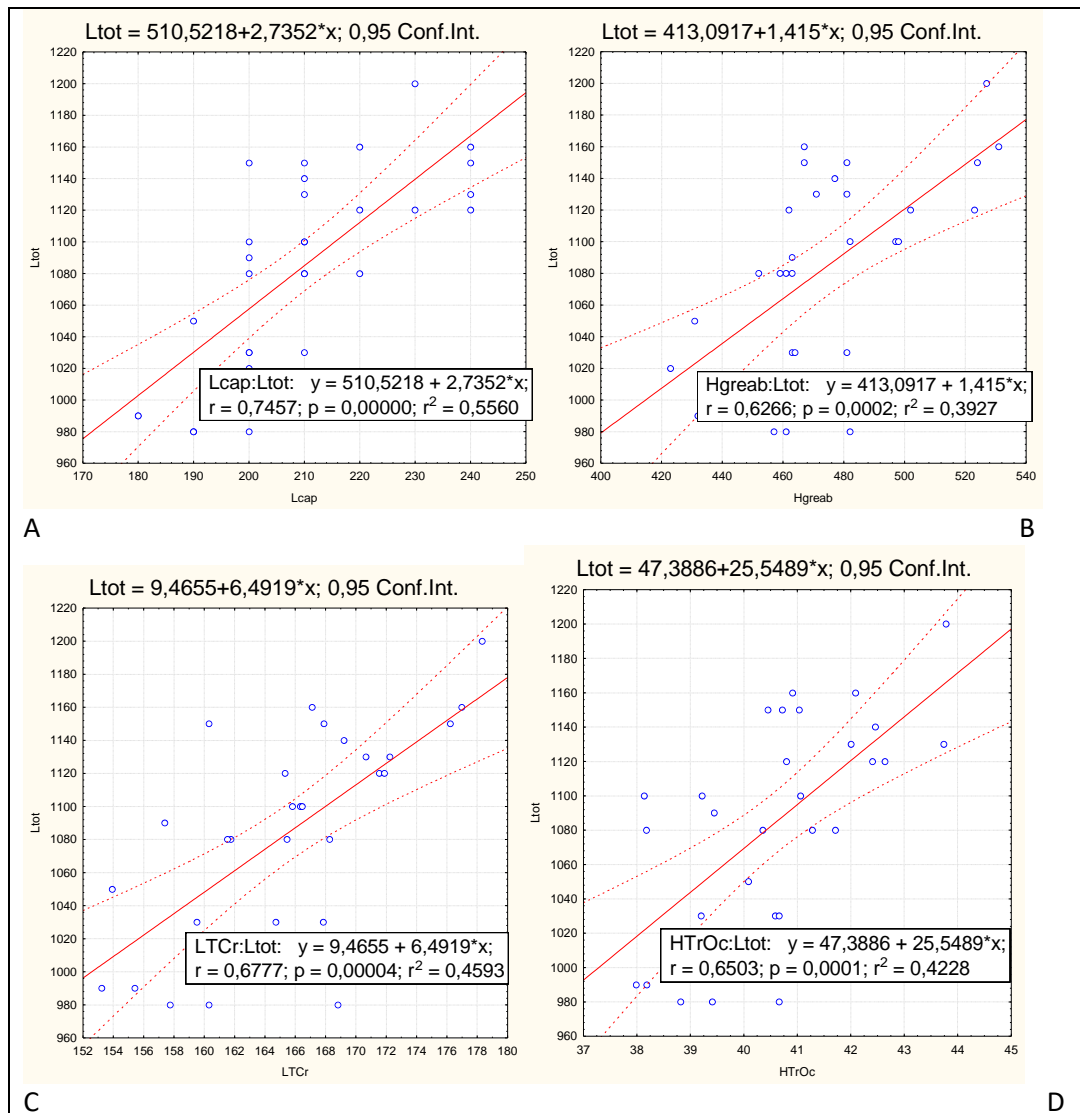 Ltot = 510,5218+2,7352*x; 0,95 Conf.Int.
1220
1200
1180
1160
1140
1120
1100
1080
1060
1040
1020
1000
980
960
Ltot
Lcap:Ltot: y = 510,5218 + 2,7352*x;
r = 0,7457; p = 0,00000; r² = 0,5560
170 180 190 200 210 220 230 240 250
Lcap
A
Ltot = 413,0917+1,415*x; 0,95 Conf.Int.
1220
1200
1180
1160
1140
1120
1100
1080
1060
1040
1020
1000
980
960
Ltot
Hgreab:Ltot: y = 413,0917 + 1,415*x;
r = 0,6266; p = 0,0002; r² = 0,3927
400 420 440 460 480 500 520 540
Hgreab
B
Ltot = 9,4655+6,4919*x; 0,95 Conf.Int.
1220
1200
1180
1160
1140
1120
1100
1080
1060
1040
1020
1000
980
960
Ltot
LTCr:Ltot: y = 9,4655 + 6,4919*x;
r = 0,6777; p = 0,00004; r² = 0,4593
152 154 156 158 160 162 164 166 168 170 172 174 176 178 180
LTCr
C
Ltot = 47,3886+25,5489*x; 0,95 Conf.Int.
1220
1200
1180
1160
1140
1120
1100
1080
1060
1040
1020
1000
980
960
Ltot
HTrOc:Ltot: y = 47,3886 + 25,5489*x;
r = 0,6503; p = 0,0001; r² = 0,4228
37 38 39 40 41 42 43 44 45
HTrOc
D